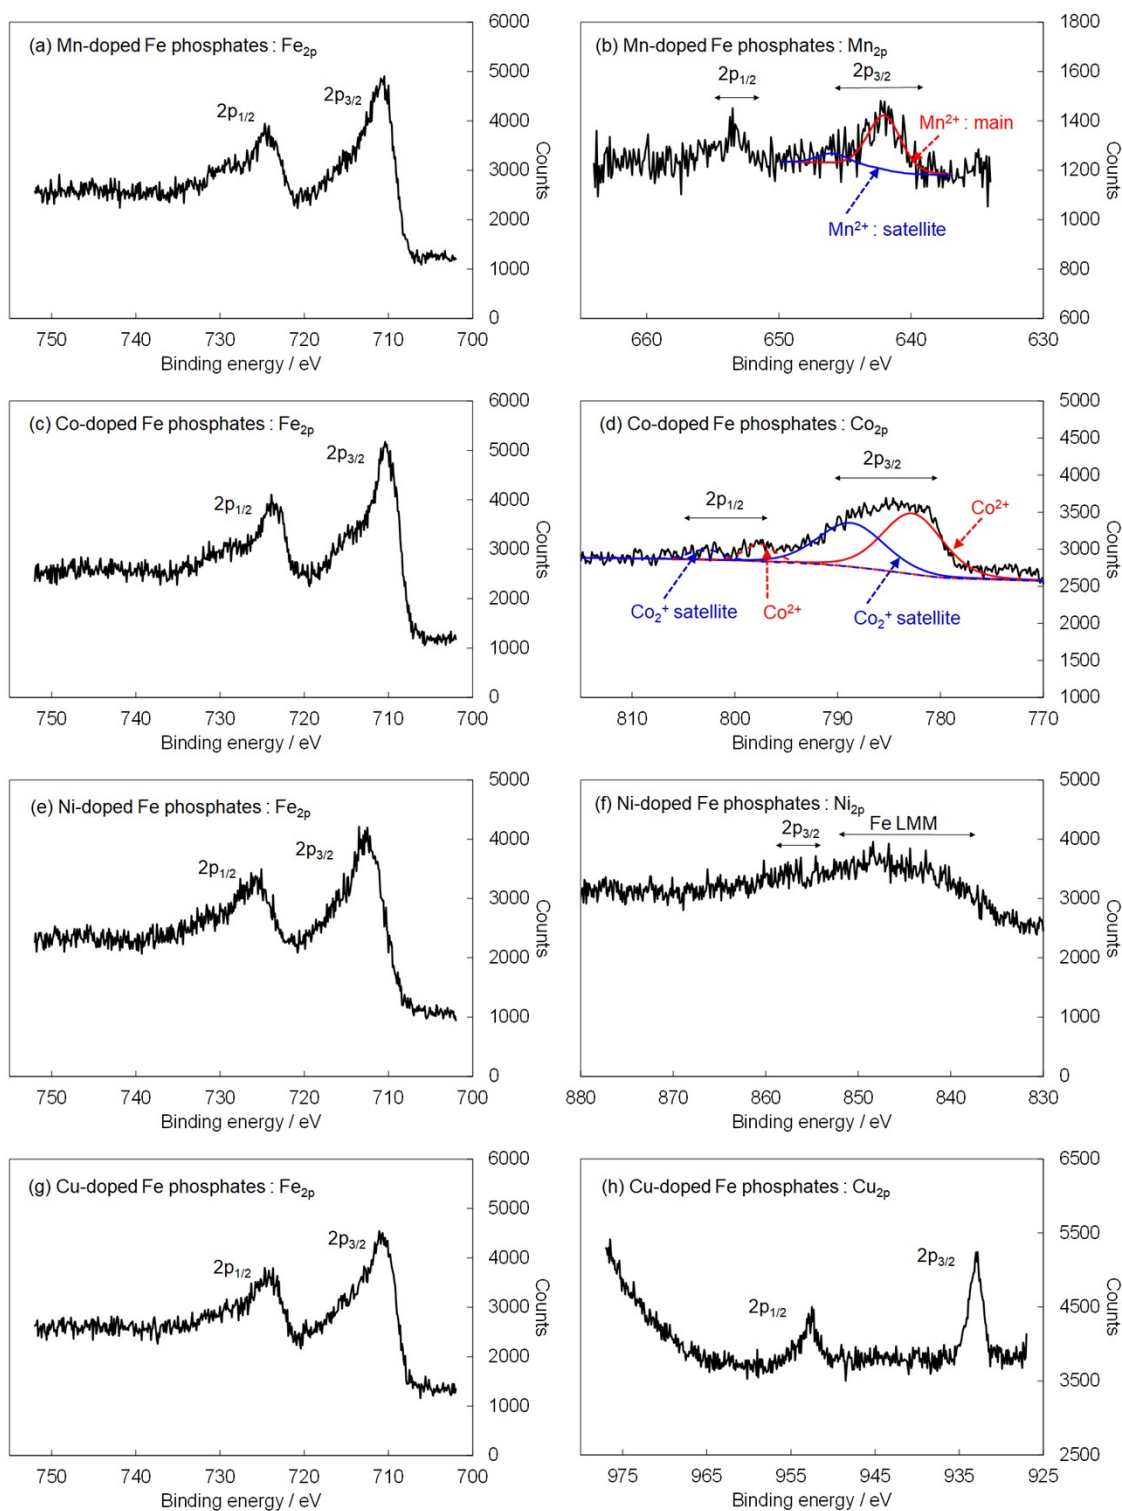 (a) Mn-doped Fe phosphates : Fe2p
2p1/2
2p3/2
6000
5000
4000
3000
2000
1000
0
Counts
750 740 730 720 710 700
Binding energy / eV
(b) Mn-doped Fe phosphates : Mn2p
2p1/2
2p3/2
Mn2+ : main
Mn2+ : satellite
1800
1600
1400
1200
1000
800
600
Counts
660 650 640 630
Binding energy / eV
(c) Co-doped Fe phosphates : Fe2p
2p1/2
2p3/2
6000
5000
4000
3000
2000
1000
0
Counts
750 740 730 720 710 700
Binding energy / eV
(d) Co-doped Fe phosphates : Co2p
2p3/2
2p1/2
Co2+
Co2+ satellite
Co2+
Co2+ satellite
5000
4500
4000
3500
3000
2500
2000
1500
1000
Counts
810 800 790 780 770
Binding energy / eV
(e) Ni-doped Fe phosphates : Fe2p
2p1/2
2p3/2
5000
4000
3000
2000
1000
0
Counts
750 740 730 720 710 700
Binding energy / eV
(f) Ni-doped Fe phosphates : Ni2p
2p3/2
Fe LMM
5000
4000
3000
2000
1000
0
Counts
880 870 860 850 840 830
Binding energy / eV
(g) Cu-doped Fe phosphates : Fe2p
2p1/2
2p3/2
6000
5000
4000
3000
2000
1000
0
Counts
750 740 730 720 710 700
Binding energy / eV
(h) Cu-doped Fe phosphates : Cu2p
2p3/2
2p1/2
6500
5500
4500
3500
2500
Counts
975 965 955 945 935 925
Binding energy / eV